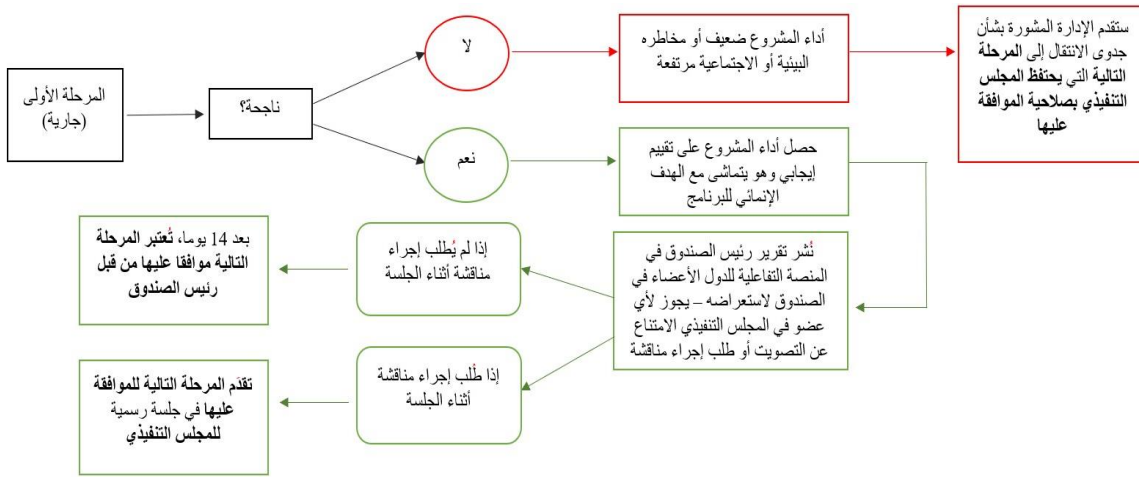 المرحلة الأولى
(جارية)
ناجحة؟
لا
أداء المشروع ضعيف أو مخاطره
البيئية أو الاجتماعية مرتفعة
ستقدم الإدارة المشورة بشأن
جدوى الانتقال إلى المرحلة
التالية التي يحتفظ المجلس
التنفيذي بصلاحية الموافقة
عليها
نعم
حصل أداء المشروع على تقييم
إيجابي وهو يتماشى مع الهدف
الإنمائي للبرنامج
نُشر تقرير رئيس الصندوق في
المنصة التفاعلية للدول الأعضاء في
الصندوق لاستعراضه – يجوز لأي
عضو في المجلس التنفيذي الامتناع
عن التصويت أو طلب إجراء مناقشة
إذا لم يُطلب إجراء
مناقشة أثناء الجلسة
بعد 14 يوما، تُعتبر المرحلة
التالية موافقا عليها من قبل
رئيس الصندوق
إذا طُلب إجراء مناقشة
أثناء الجلسة
تقدَم المرحلة التالية للموافقة
عليها في جلسة رسمية
للمجلس التنفيذي